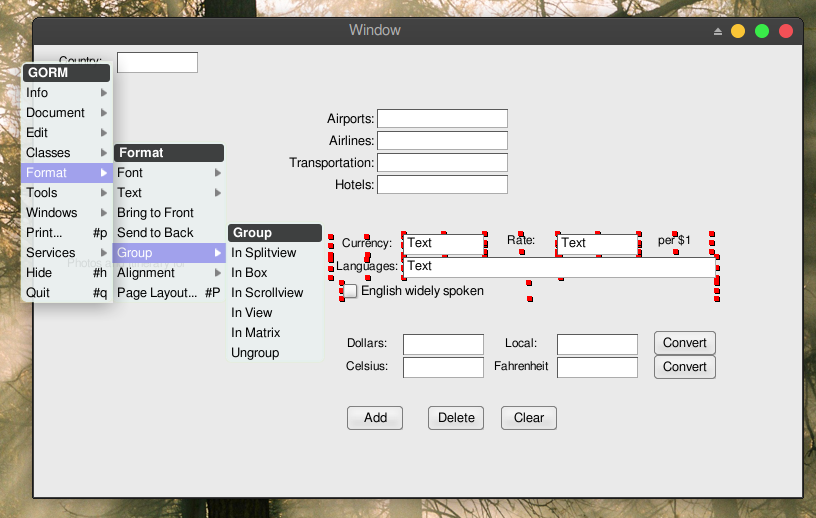 Window
Country:
GORM
Info
Document
Edit
Classes
Format
Tools
Windows
Print... #p
Services
Hide #h
Quit #q
Format
Font
Text
Bring to Front
Send to Back
Group
Alignment
Page Layout... #P
Group
In Splitview
In Box
In Scrollview
In View
In Matrix
Ungroup
Airports:
Airlines:
Transportation:
Hotels:
Currency: Text Rate: Text per $1
Languages: Text
English widely spoken
Dollars: Local: Convert
Celsius: Fahrenheit Convert
Add Delete Clear